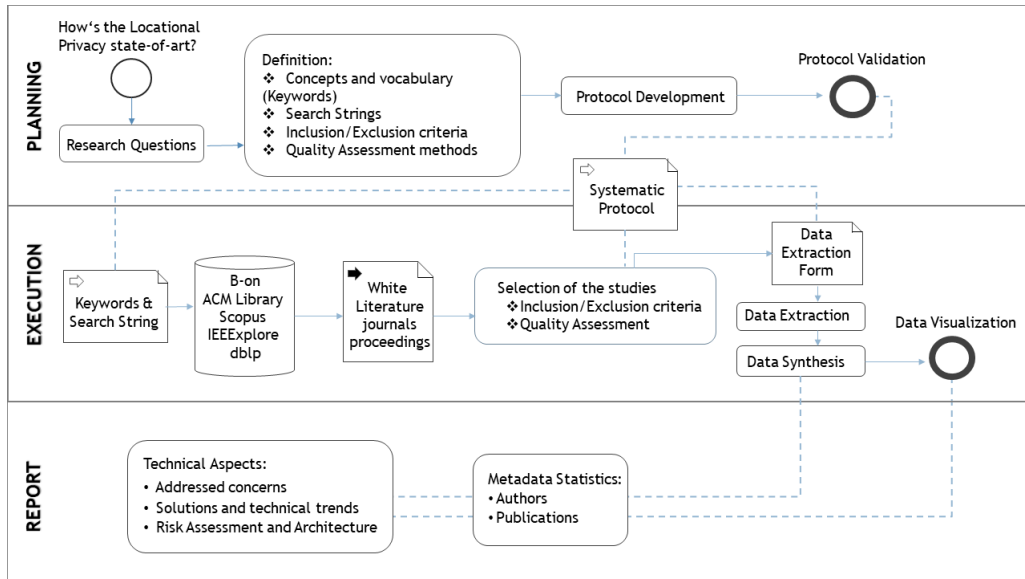 PLANNING
How's the Locational
Privacy state-of-art?
Research Questions
Definition:
❖ Concepts and vocabulary
(Keywords)
❖ Search Strings
❖ Inclusion/Exclusion criteria
❖ Quality Assessment methods
Protocol Development
Protocol Validation
Systematic
Protocol
EXECUTION
Keywords &
Search String
B-on
ACM Library
Scopus
IEEExplore
dblp
White
Literature
journals
proceedings
Selection of the studies
❖Inclusion/Exclusion criteria
❖Quality Assessment
Data
Extraction
Form
Data Extraction
Data Synthesis
Data Visualization
REPORT
Technical Aspects:
• Addressed concerns
• Solutions and technical trends
• Risk Assessment and Architecture
Metadata Statistics:
• Authors
• Publications